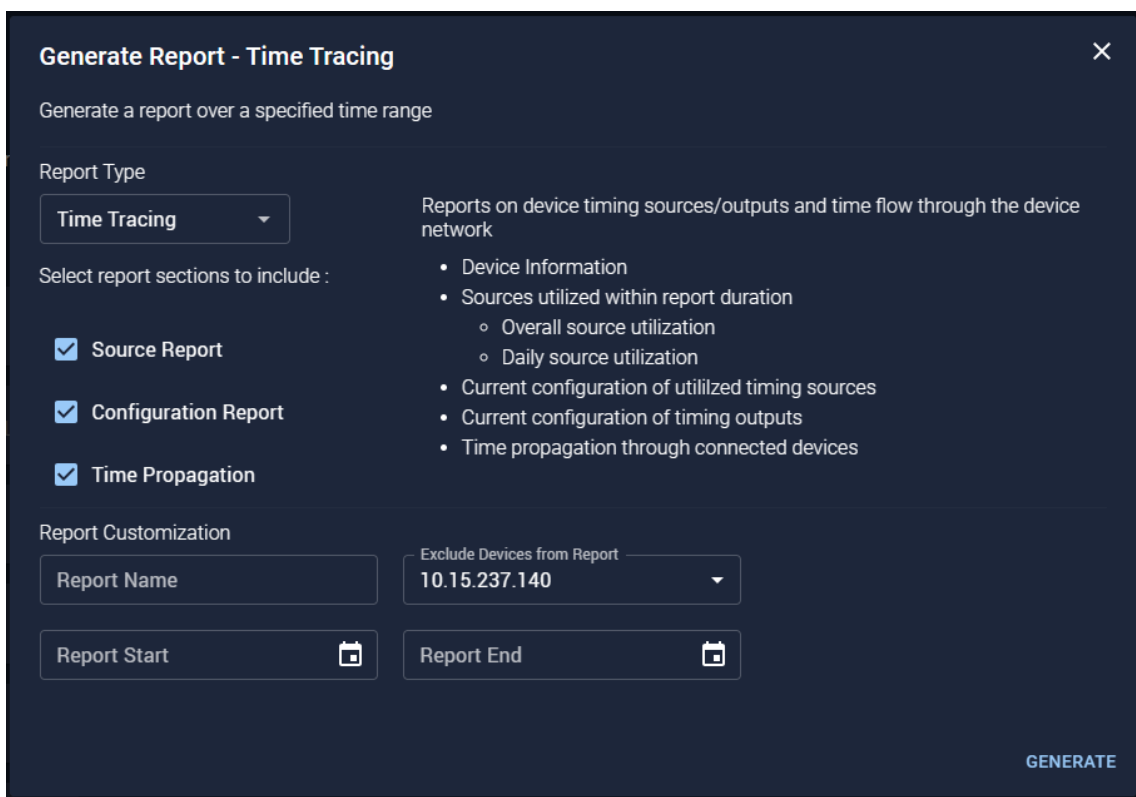 Generate Report - Time Tracing
Generate a report over a specified time range
Report Type
Time Tracing
Select report sections to include :
Source Report
Configuration Report
Time Propagation
Reports on device timing sources/outputs and time flow through the device
network
• Device Information
• Sources utilized within report duration
◦ Overall source utilization
◦ Daily source utilization
• Current configuration of utililzed timing sources
• Current configuration of timing outputs
• Time propagation through connected devices
Report Customization
Report Name
Exclude Devices from Report
10.15.237.140
Report Start
Report End
GENERATE